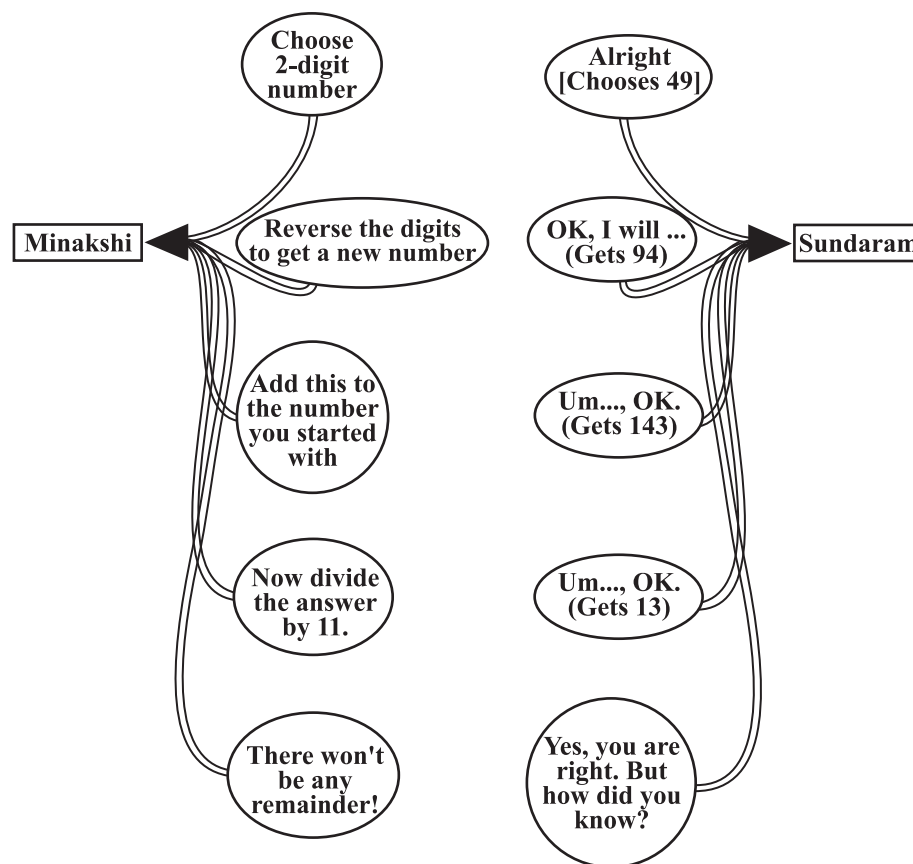 Choose
2-digit
number
Alright
[Chooses 49]
Minakshi
Reverse the digits
to get a new number
OK, I will ...
(Gets 94)
Sundaram
Add this to
the number
you started
with
Um..., OK.
(Gets 143)
Now divide
the answer
by 11.
Um..., OK.
(Gets 13)
There won't
be any
remainder!
Yes, you are
right. But
how did you
know?